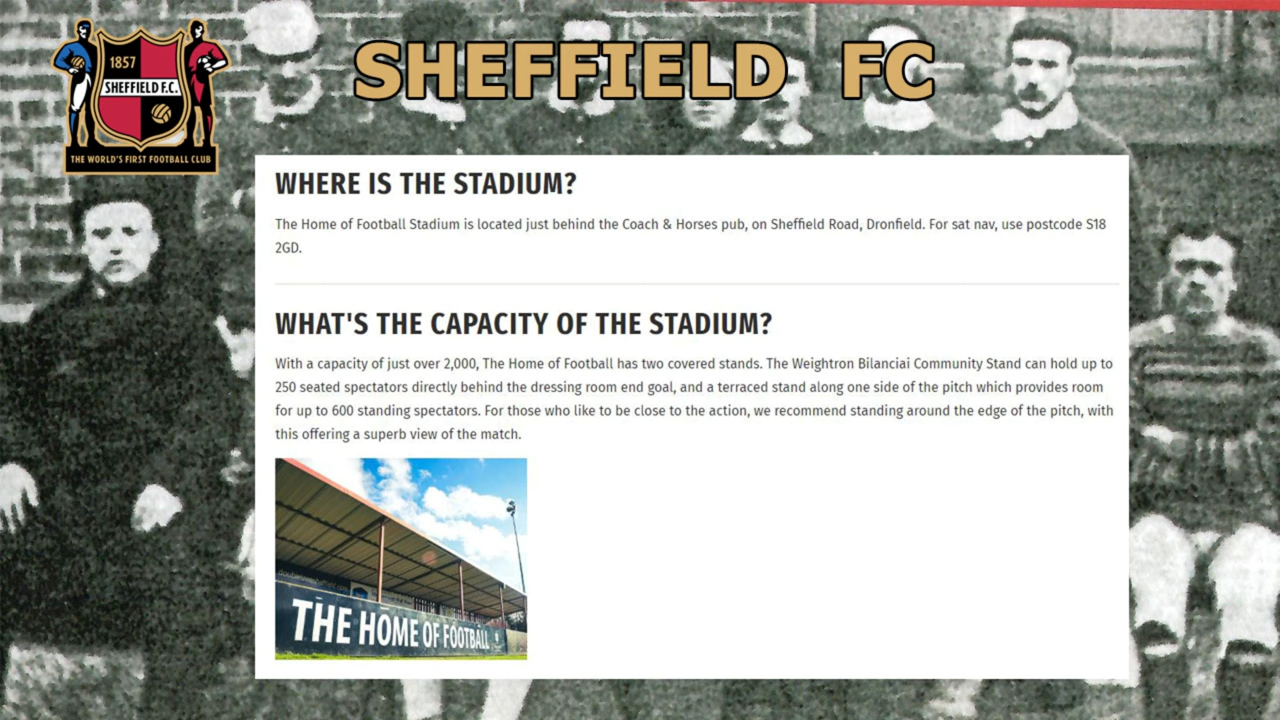 1857
SHEFFIELD F.C.
THE WORLD'S FIRST FOOTBALL CLUB
SHEFFIELD FC
WHERE IS THE STADIUM?
The Home of Football Stadium is located just behind the Coach & Horses pub, on Sheffield Road, Dronfield. For sat nav, use postcode S18
2GD.
WHAT'S THE CAPACITY OF THE STADIUM?
With a capacity of just over 2,000, The Home of Football has two covered stands. The Weightron Bilanciai Community Stand can hold up to
250 seated spectators directly behind the dressing room end goal, and a terraced stand along one side of the pitch which provides room
for up to 600 standing spectators. For those who like to be close to the action, we recommend standing around the edge of the pitch, with
this offering a superb view of the match.
THE HOME OF FOOTBALL